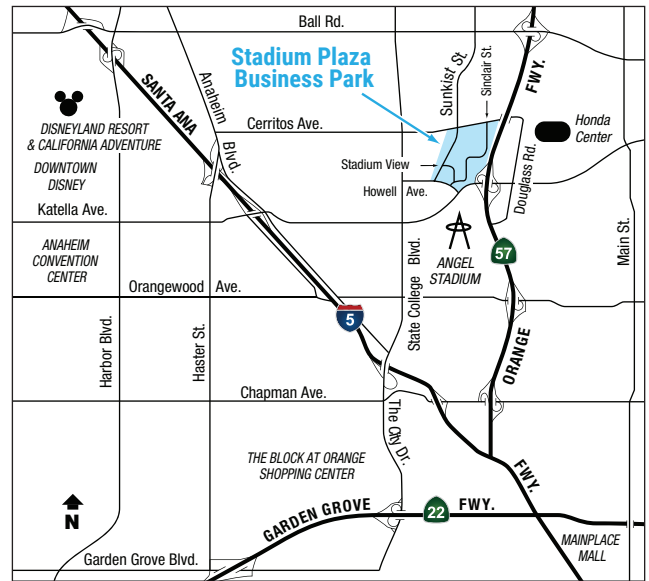 Ball Rd.
Stadium Plaza
Business Park
Sunkist St.
Sinclair St.
FWY.
SANTA ANA
Anaheim
Blvd.
DISNEYLAND RESORT
& CALIFORNIA ADVENTURE
Cerritos Ave.
Honda
Center
DOWNTOWN
DISNEY
Stadium View
Howell Ave.
Douglass Rd.
Katella Ave.
ANAHEIM
CONVENTION
CENTER
ANGEL
STADIUM
57
Main St.
Orangewood Ave.
5
State College Blvd.
Harbor Blvd.
Haster St.
ORANGE
Chapman Ave.
The City Dr.
THE BLOCK AT ORANGE
SHOPPING CENTER
FWY.
N
GARDEN GROVE
22
FWY.
MAINPLACE
MALL
Garden Grove Blvd.